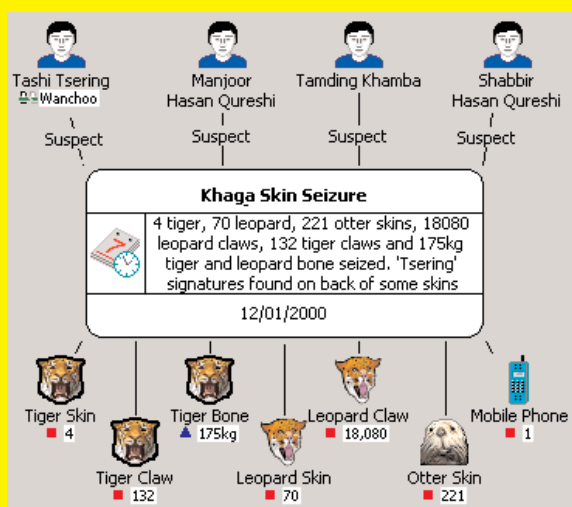 Tashi Tsering
Wanchoo
Manjoor
Hasan Qureshi
Tamding Khamba
Shabbir
Hasan Qureshi
Suspect
Suspect
Suspect
Suspect
Khaga Skin Seizure
7
4 tiger, 70 leopard, 221 otter skins, 18080
leopard claws, 132 tiger claws and 175kg
tiger and leopard bone seized. 'Tsering'
signatures found on back of some skins
12/01/2000
Tiger Skin
4
Tiger Bone
175kg
Leopard Claw
18,080
Mobile Phone
1
Tiger Claw
132
Leopard Skin
70
Otter Skin
221